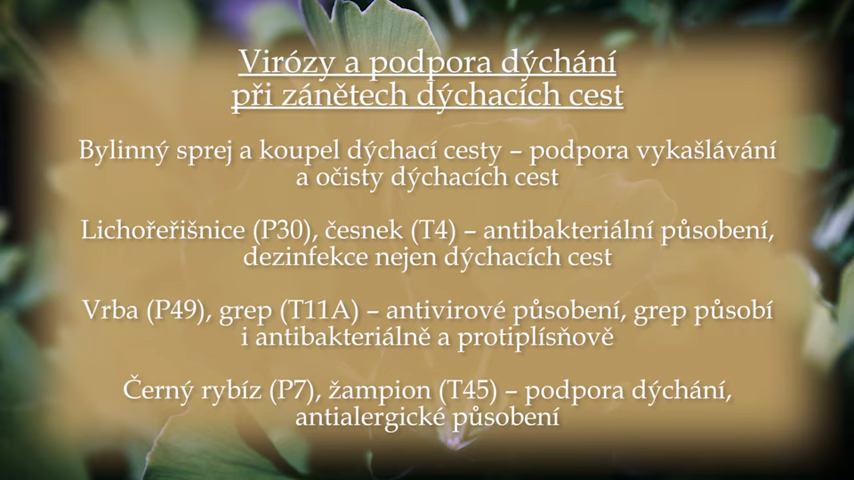 Virózy a podpora dýchání
při zánětech dýchacích cest
Bylinný sprej a koupel dýchací cesty – podpora vykašlávání
a očisty dýchacích cest
Lichořeřišnice (P30), česnek (T4) – antibakteriální působení,
dezinfekce nejen dýchacích cest
Vrba (P49), grep (T11A) – antivirové působení, grep působí
i antibakteriálně a protiplísňově
Černý rybíz (P7), žampion (T45) – podpora dýchání,
antialergické působení